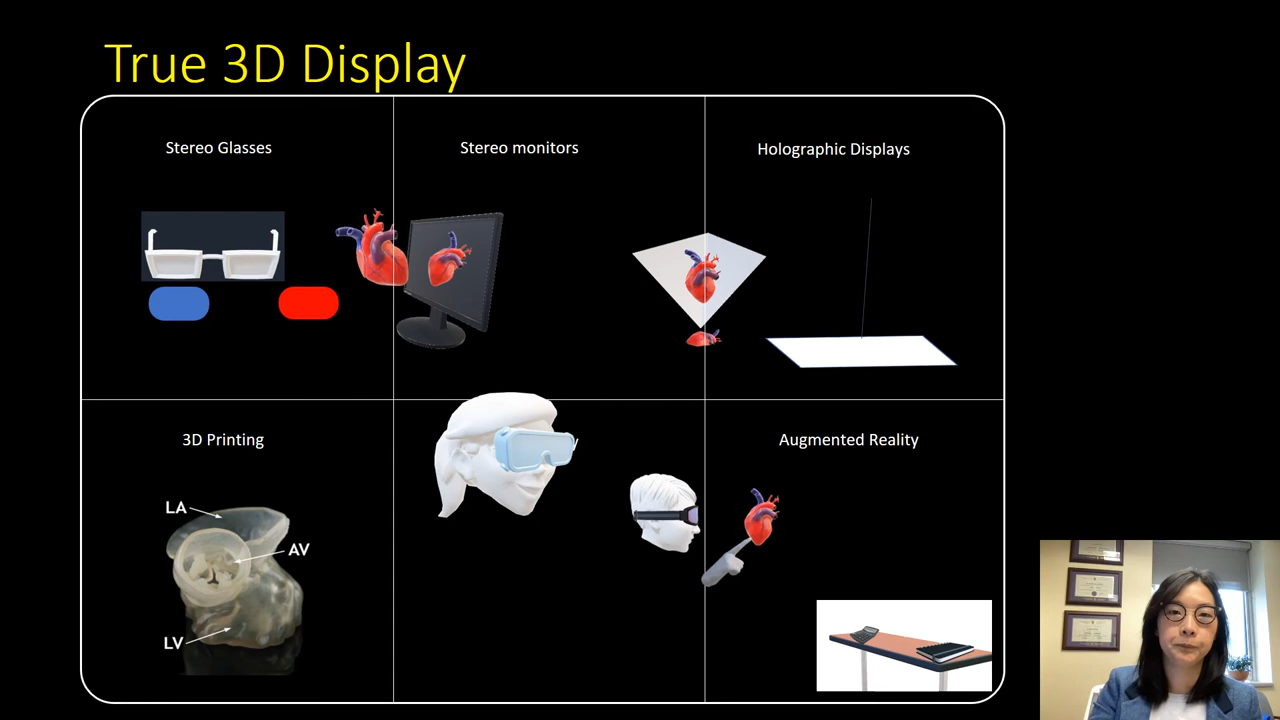 True 3D Display
Stereo Glasses
Stereo monitors
Holographic Displays
3D Printing
Augmented Reality
LA
AV
LV